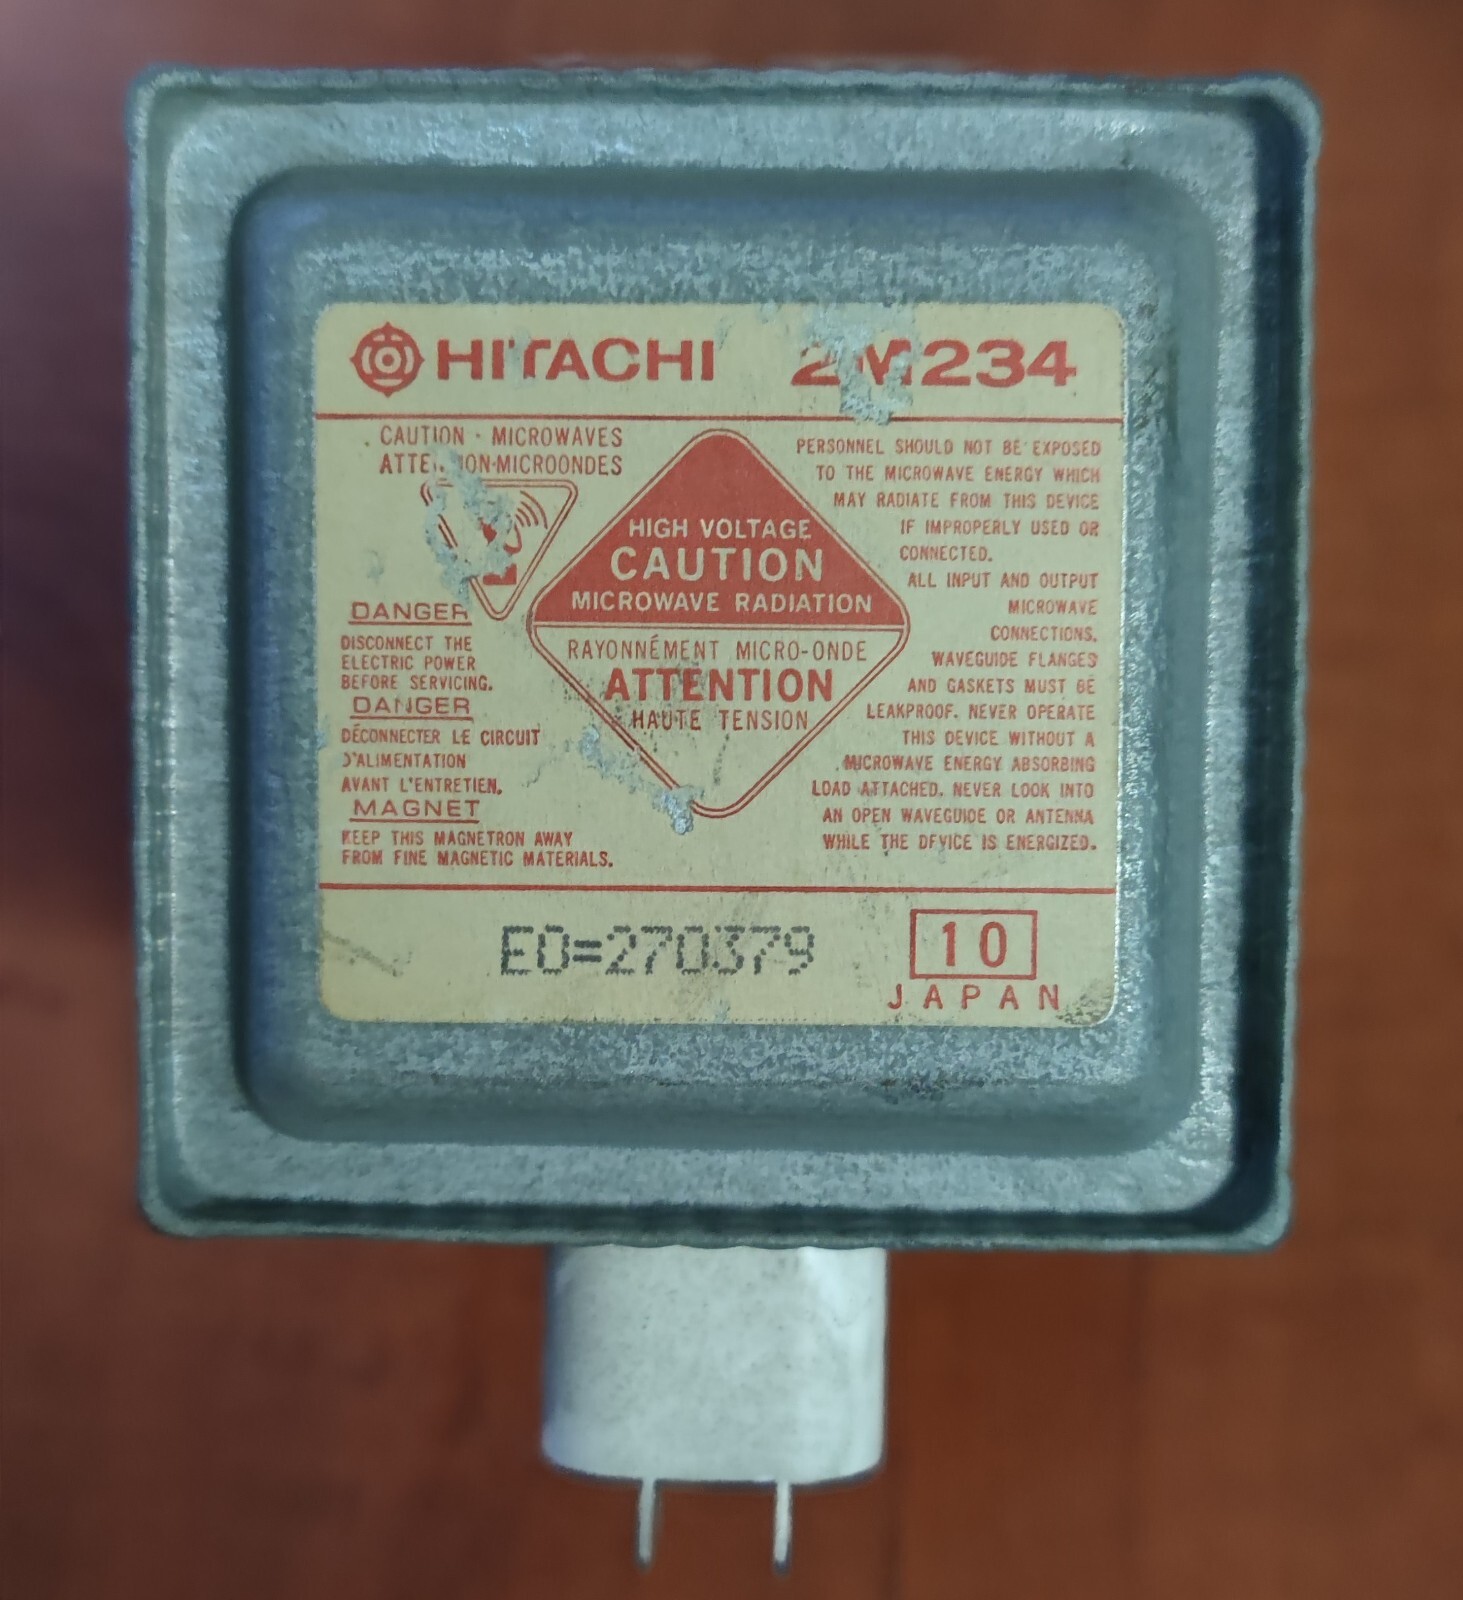 HITACHI 2M234
CAUTION · MICROWAVES
ATTENTION·MICROONDES
HIGH VOLTAGE
CAUTION
MICROWAVE RADIATION
RAYONNÉMENT MICRO-ONDE
ATTENTION
HAUTE TENSION
DANGER
DISCONNECT THE
ELECTRIC POWER
BEFORE SERVICING.
DANGER
DÉCONNECTER LE CIRCUIT
D'ALIMENTATION
AVANT L'ENTRETIEN.
MAGNET
KEEP THIS MAGNETRON AWAY
FROM FINE MAGNETIC MATERIALS.
PERSONNEL SHOULD NOT BE EXPOSED
TO THE MICROWAVE ENERGY WHICH
MAY RADIATE FROM THIS DEVICE
IF IMPROPERLY USED OR
CONNECTED.
ALL INPUT AND OUTPUT
MICROWAVE
CONNECTIONS,
WAVEGUIDE FLANGES
AND GASKETS MUST BE
LEAKPROOF. NEVER OPERATE
THIS DEVICE WITHOUT A
MICROWAVE ENERGY ABSORBING
LOAD ATTACHED. NEVER LOOK INTO
AN OPEN WAVEGUIDE OR ANTENNA
WHILE THE DEVICE IS ENERGIZED.
EO=270379
10
JAPAN